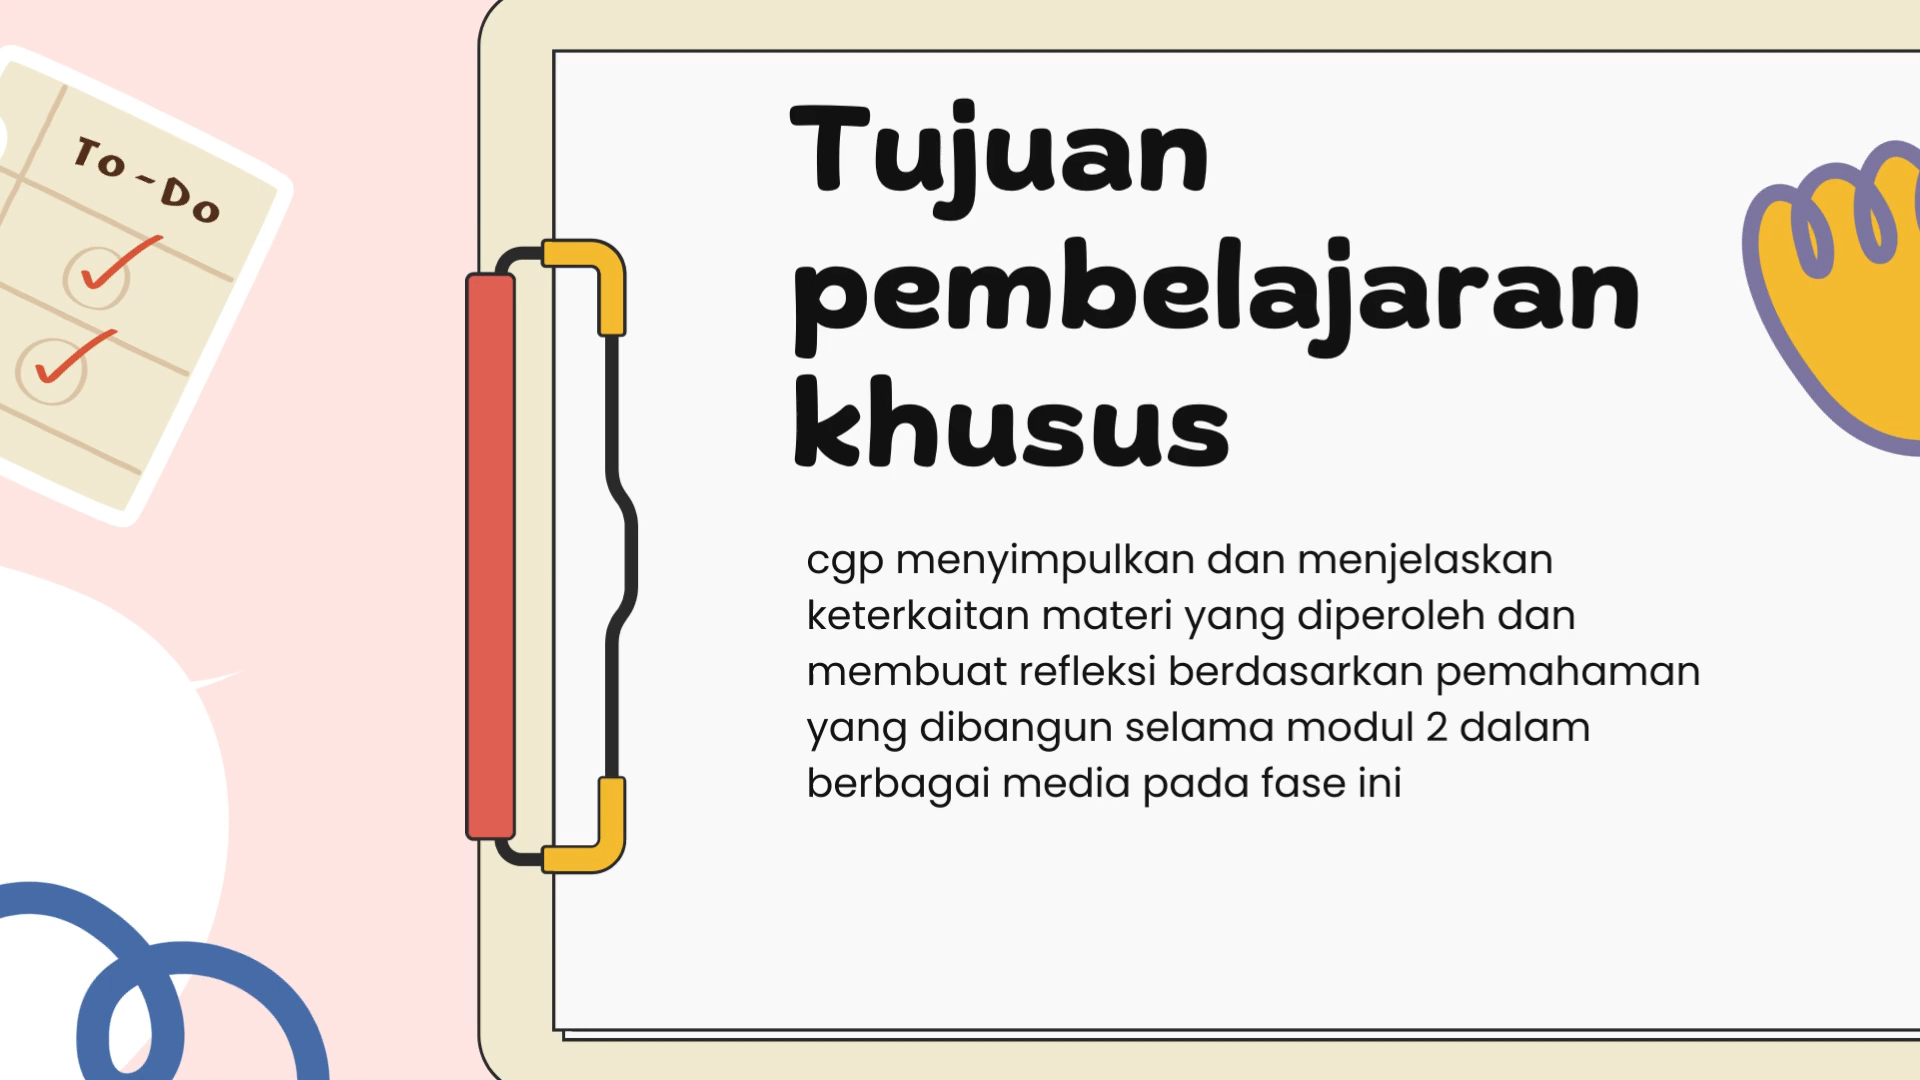 To-Do
Tujuan
pembelajaran
khusus
cgp menyimpulkan dan menjelaskan
keterkaitan materi yang diperoleh dan
membuat refleksi berdasarkan pemahaman
yang dibangun selama modul 2 dalam
berbagai media pada fase ini